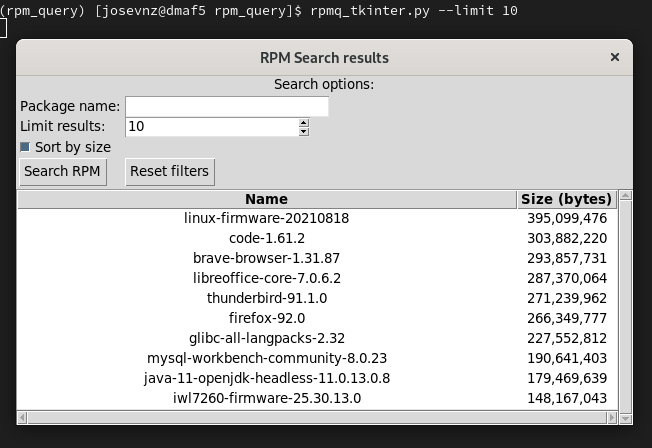 (rpm_query) [josevnz@dmaf5 rpm_query]$ rpmq_tkinter.py --limit 10
RPM Search results ×
Search options:
Package name:
Limit results: 10
Sort by size
Search RPM Reset filters
Name Size (bytes)
linux-firmware-20210818 395,099,476
code-1.61.2 303,882,220
brave-browser-1.31.87 293,857,731
libreoffice-core-7.0.6.2 287,370,064
thunderbird-91.1.0 271,239,962
firefox-92.0 266,349,777
glibc-all-langpacks-2.32 227,552,812
mysql-workbench-community-8.0.23 190,641,403
java-11-openjdk-headless-11.0.13.0.8 179,469,639
iwl7260-firmware-25.30.13.0 148,167,043